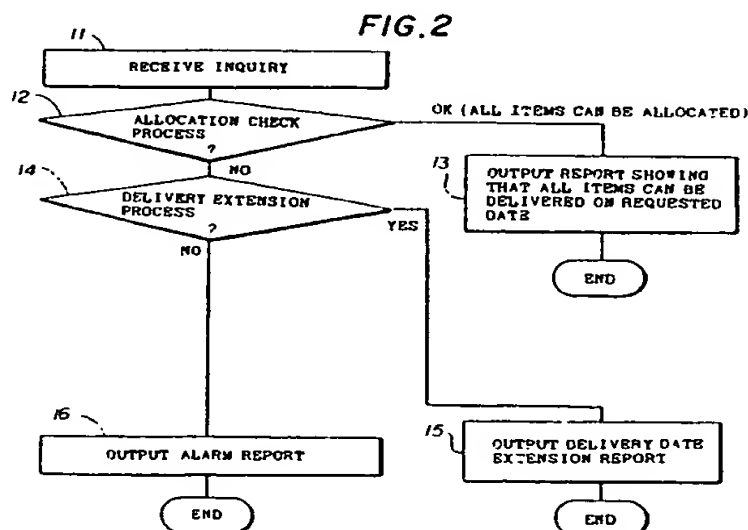 FIG.2
11
RECEIVE INQUIRY
12
ALLOCATION CHECK
PROCESS
?
OK (ALL ITEMS CAN BE ALLOCATED)
NO
13
OUTPUT REPORT SHOWING
THAT ALL ITEMS CAN BE
DELIVERED ON REQUESTED
DATE
END
14
DELIVERY EXTENSION
PROCESS
?
YES
NO
16
OUTPUT ALARM REPORT
END
15
OUTPUT DELIVERY DATE
EXTENSION REPORT
END